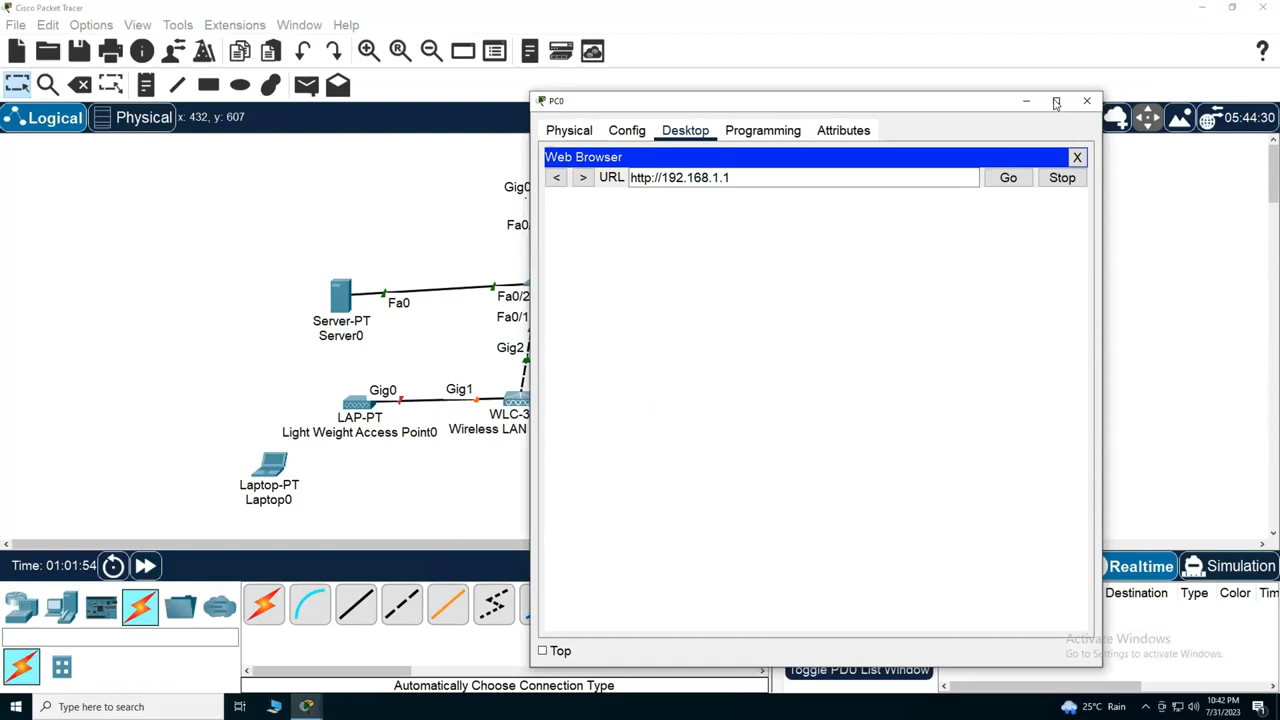 Cisco Packet Tracer
File Edit Options View Tools Extensions Window Help
Logical Physical x: 432, y: 607
05:44:30
PC0
Physical Config Desktop Programming Attributes
Web Browser X
< > URL http://192.168.1.1 Go Stop
Gig0
Fa0
Fa0/2
Fa0
Server-PT
Server0
Fa0/1
Gig2
Gig0 Gig1
LAP-PT
Light Weight Access Point0
WLC-3
Wireless LAN
Laptop-PT
Laptop0
Top
Time: 01:01:54
Realtime Simulation
Destination Type Color Tim
Activate Windows
Go to Settings to activate Windows.
Toggle PDU List Window
Automatically Choose Connection Type
Type here to search
25°C Rain
10:42 PM
7/31/2023